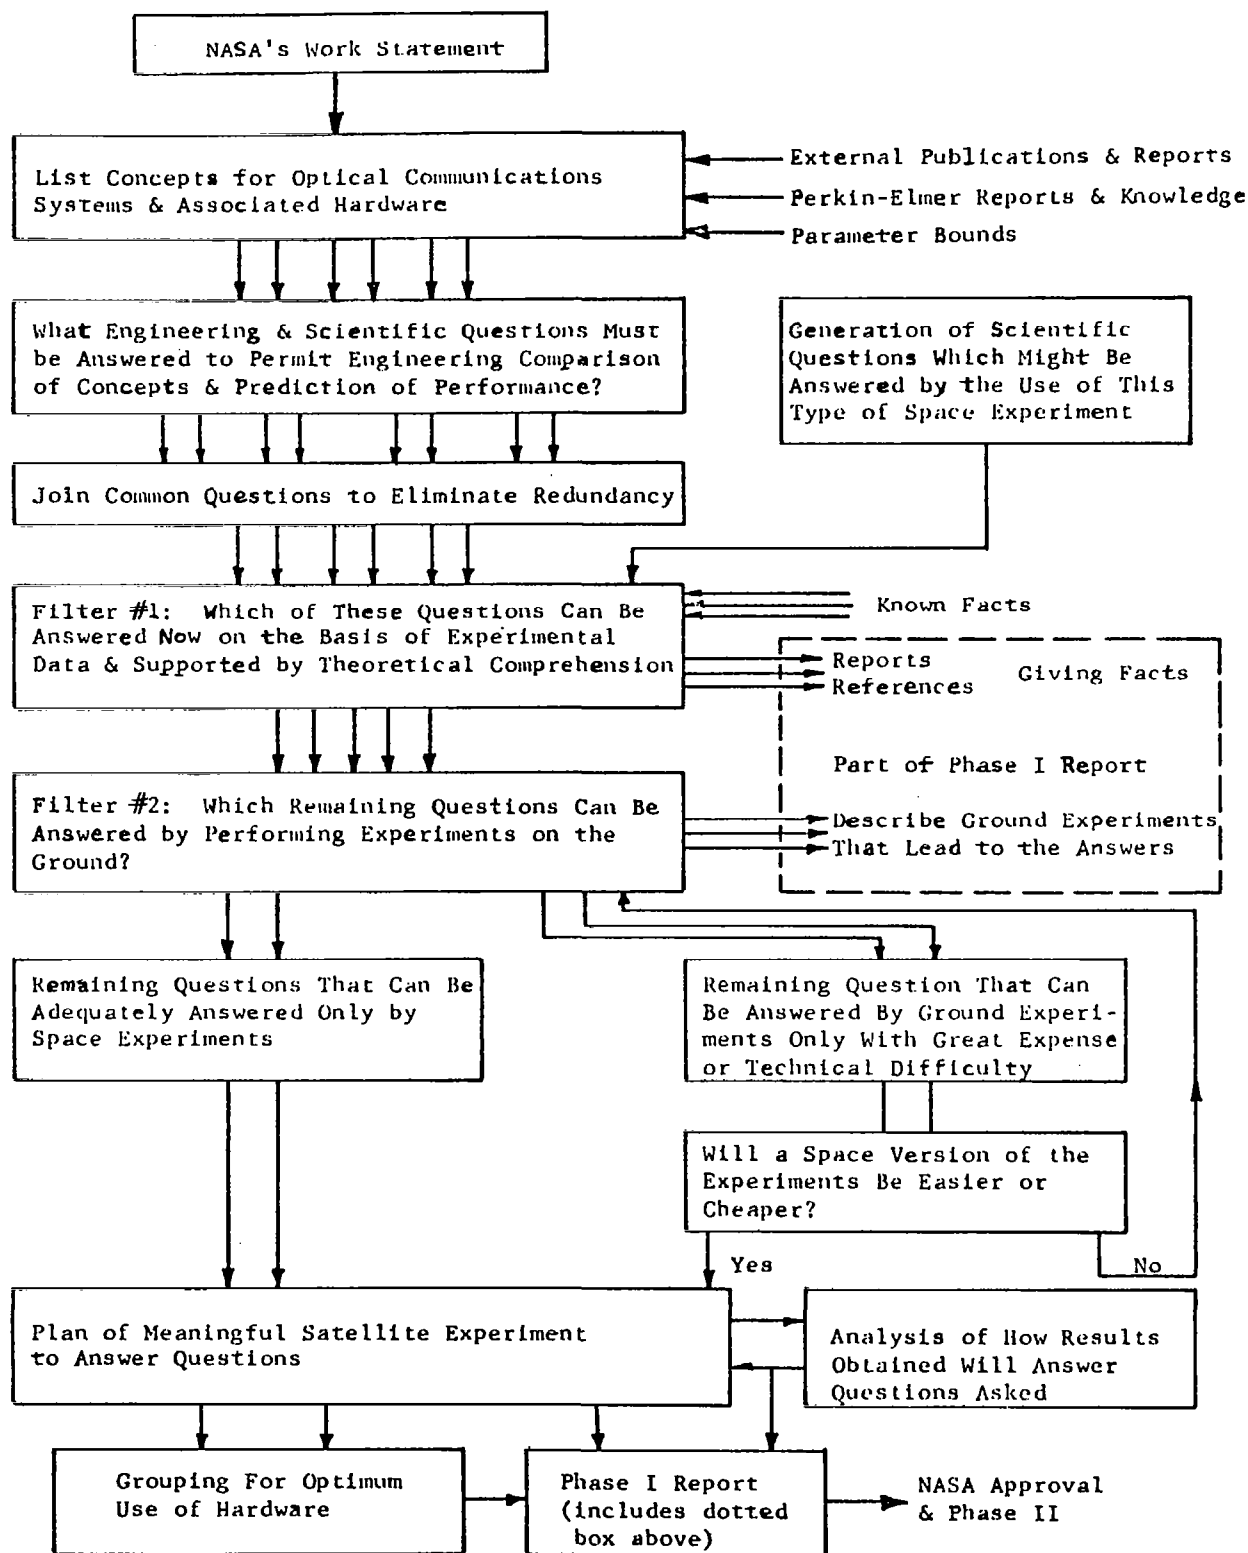 NASA's Work Statement
List Concepts for Optical Communications
Systems & Associated Hardware
External Publications & Reports
Perkin-Elmer Reports & Knowledge
Parameter Bounds
What Engineering & Scientific Questions Must
be Answered to Permit Engineering Comparison
of Concepts & Prediction of Performance?
Generation of Scientific
Questions Which Might Be
Answered by the Use of This
Type of Space Experiment
Join Common Questions to Eliminate Redundancy
Filter #1: Which of These Questions Can Be
Answered Now on the Basis of Experimental
Data & Supported by Theoretical Comprehension
Known Facts
Reports
References
Giving Facts
Part of Phase I Report
Filter #2: Which Remaining Questions Can Be
Answered by Performing Experiments on the
Ground?
Describe Ground Experiments
That Lead to the Answers
Remaining Questions That Can Be
Adequately Answered Only by
Space Experiments
Remaining Question That Can
Be Answered By Ground Experi-
ments Only With Great Expense
or Technical Difficulty
Will a Space Version of the
Experiments Be Easier or
Cheaper?
Yes
No
Plan of Meaningful Satellite Experiment
to Answer Questions
Analysis of How Results
Obtained Will Answer
Questions Asked
Grouping For Optimum
Use of Hardware
Phase I Report
(includes dotted
box above)
NASA Approval
& Phase II